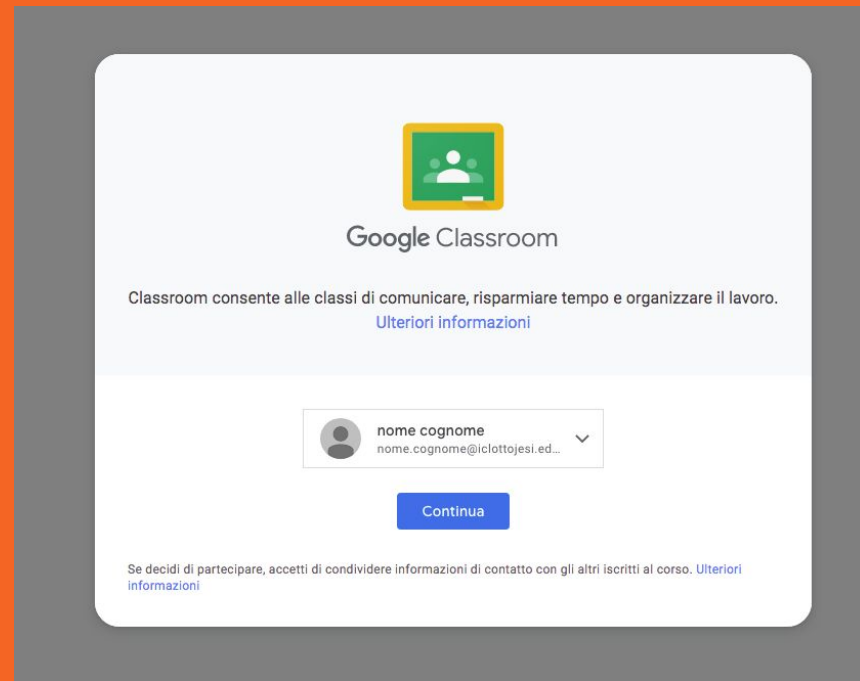 Google Classroom
Classroom consente alle classi di comunicare, risparmiare tempo e organizzare il lavoro.
Ulteriori informazioni
nome cognome
nome.cognome@iclottojesi.ed...
Continua
Se decidi di partecipare, accetti di condividere informazioni di contatto con gli altri iscritti al corso. Ulteriori
informazioni